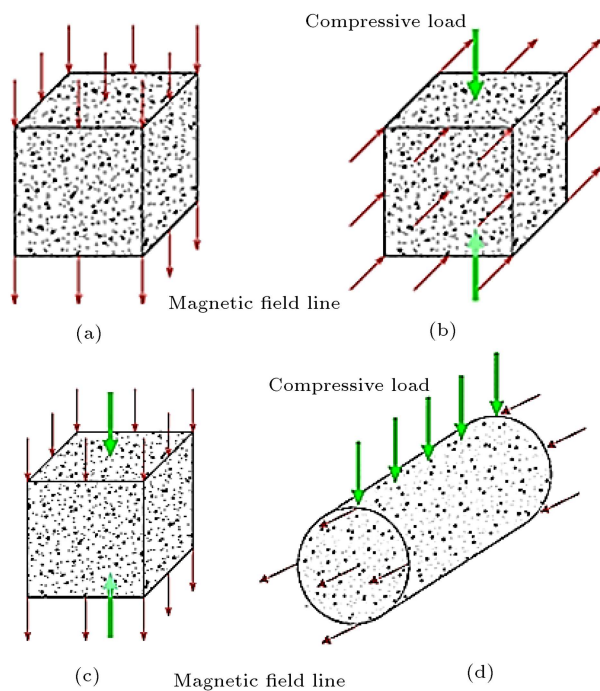 Compressive load
Magnetic field line
(a)
(b)
Compressive load
(c)
(d)
Magnetic field line